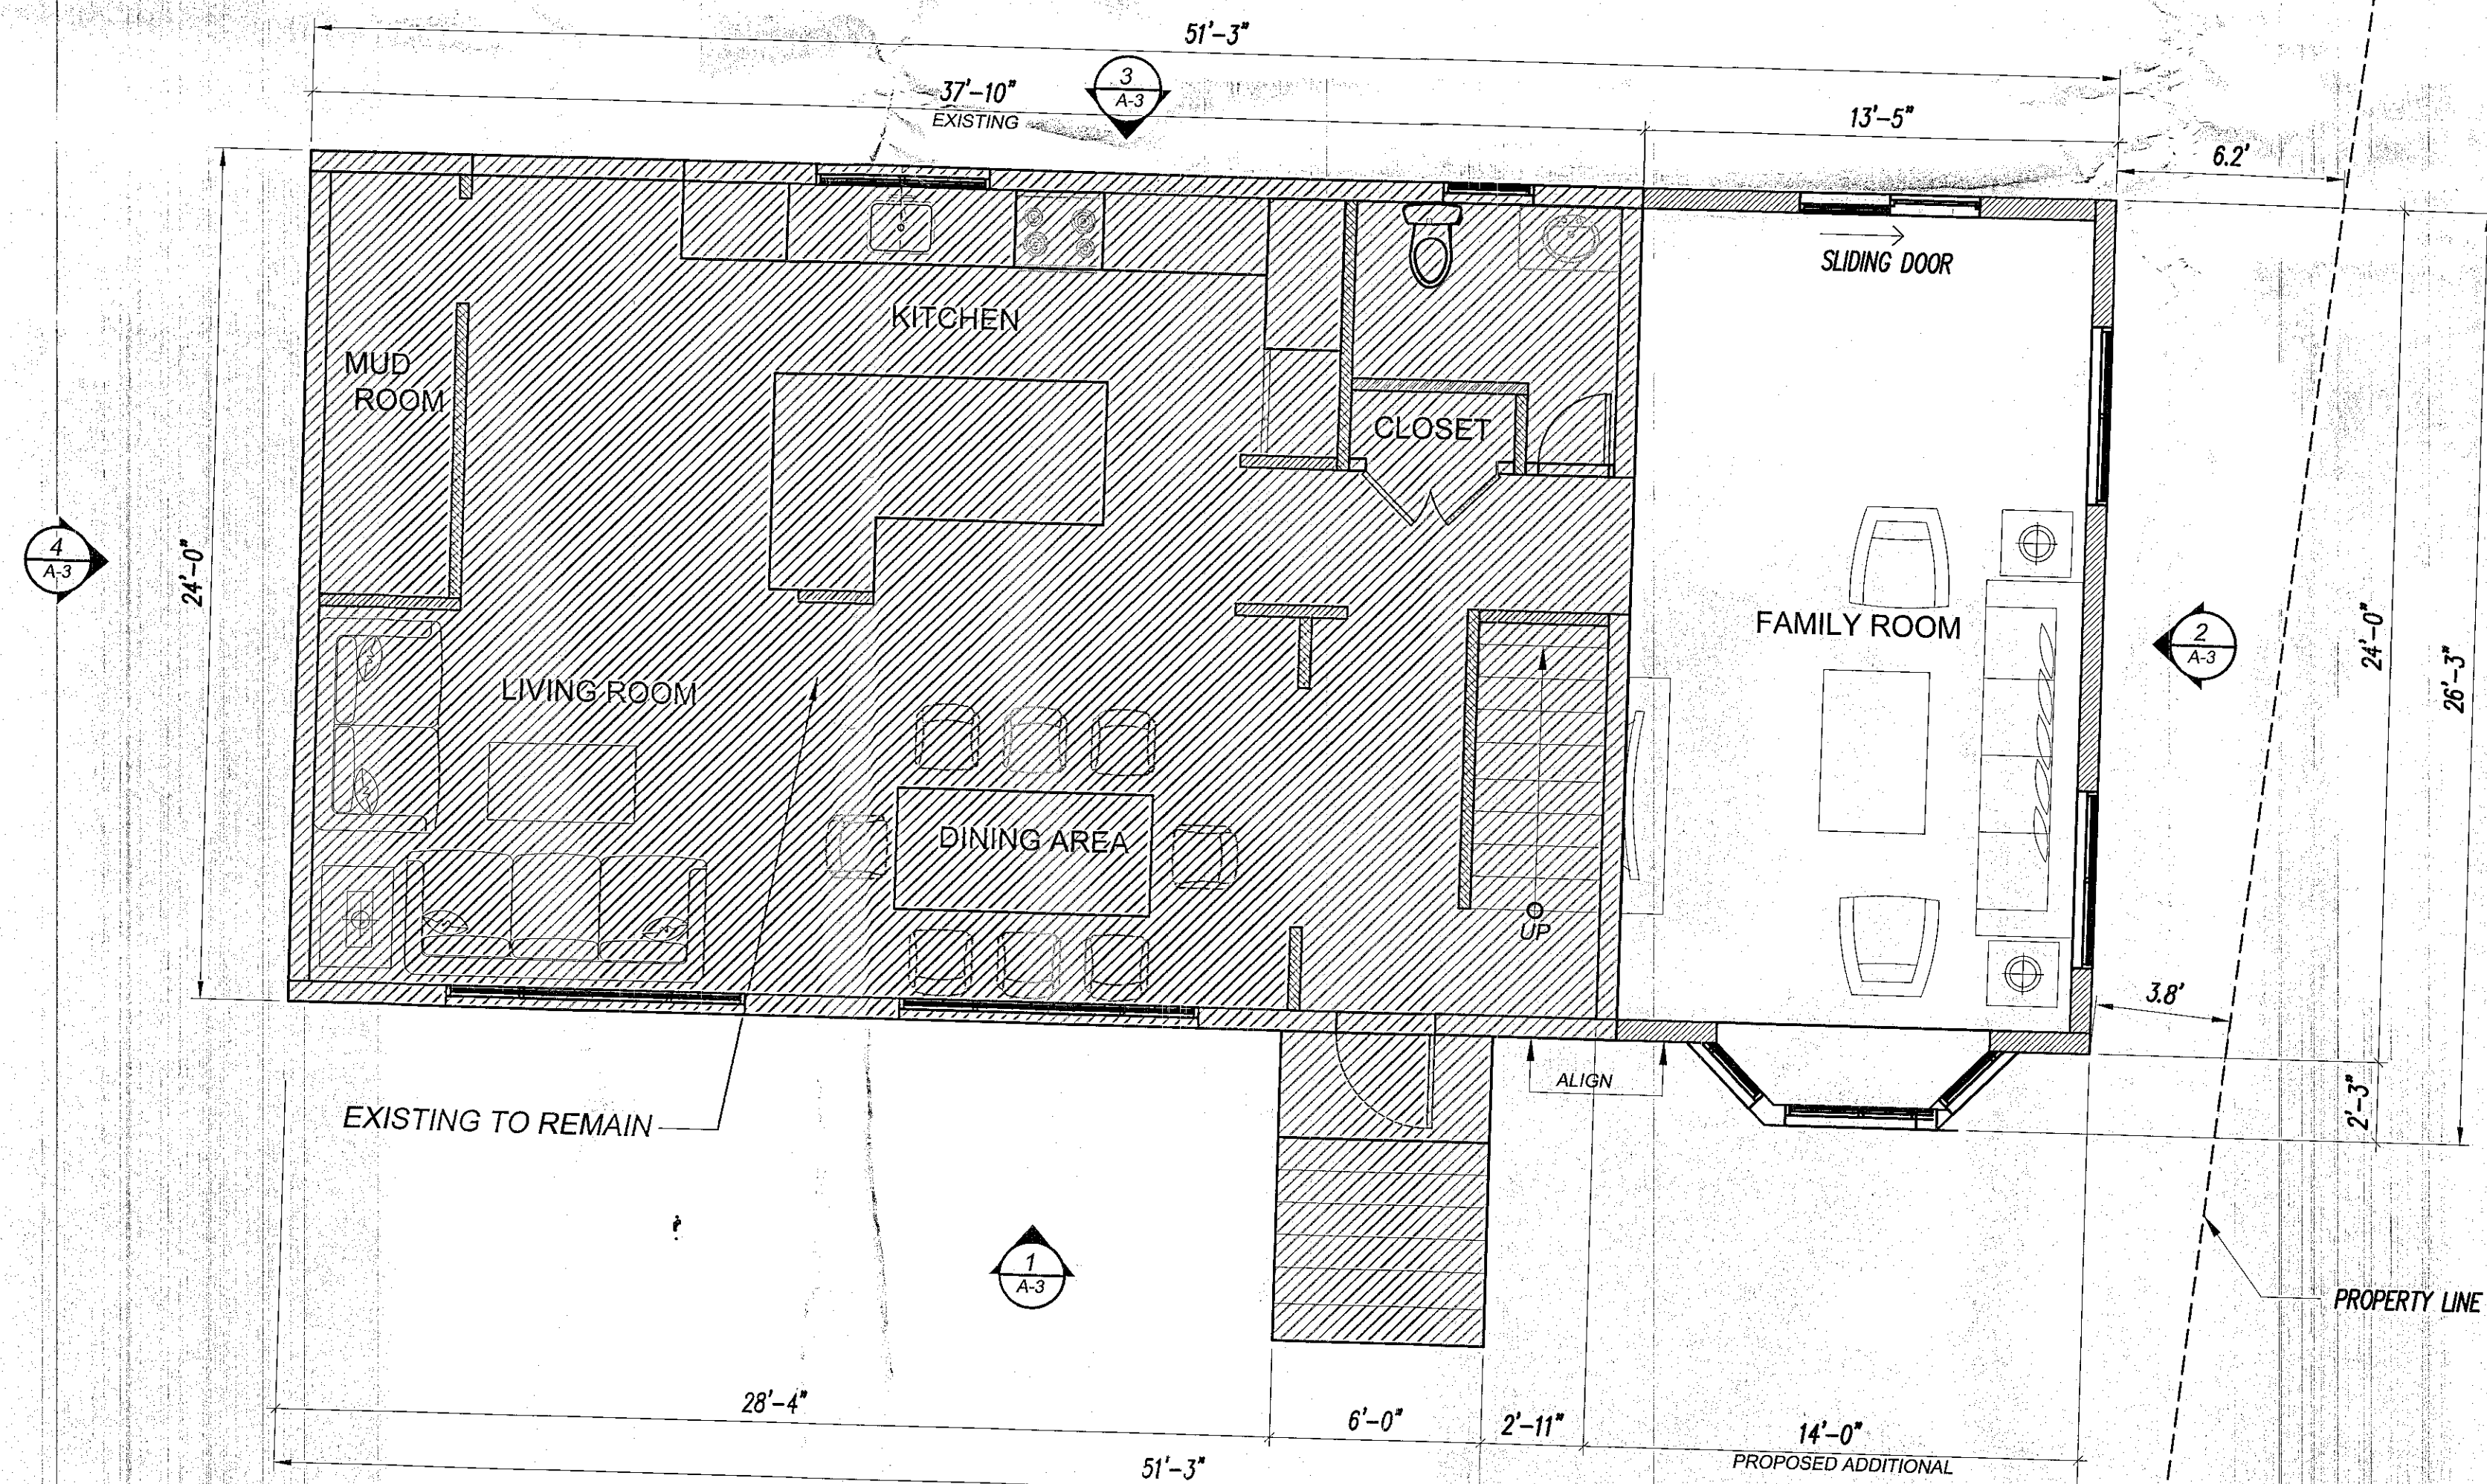 51'-3"
37'-10"
EXISTING
3
A-3
13'-5"
6.2'
SLIDING DOOR
KITCHEN
MUD
ROOM
CLOSET
4
A-3
24'-0"
FAMILY ROOM
2
A-3
24'-0"
26'-3"
LIVING ROOM
DINING AREA
UP
3.8'
ALIGN
2'-3"
EXISTING TO REMAIN
1
A-3
PROPERTY LINE
28'-4"
6'-0"
2'-11"
14'-0"
PROPOSED ADDITIONAL
51'-3"